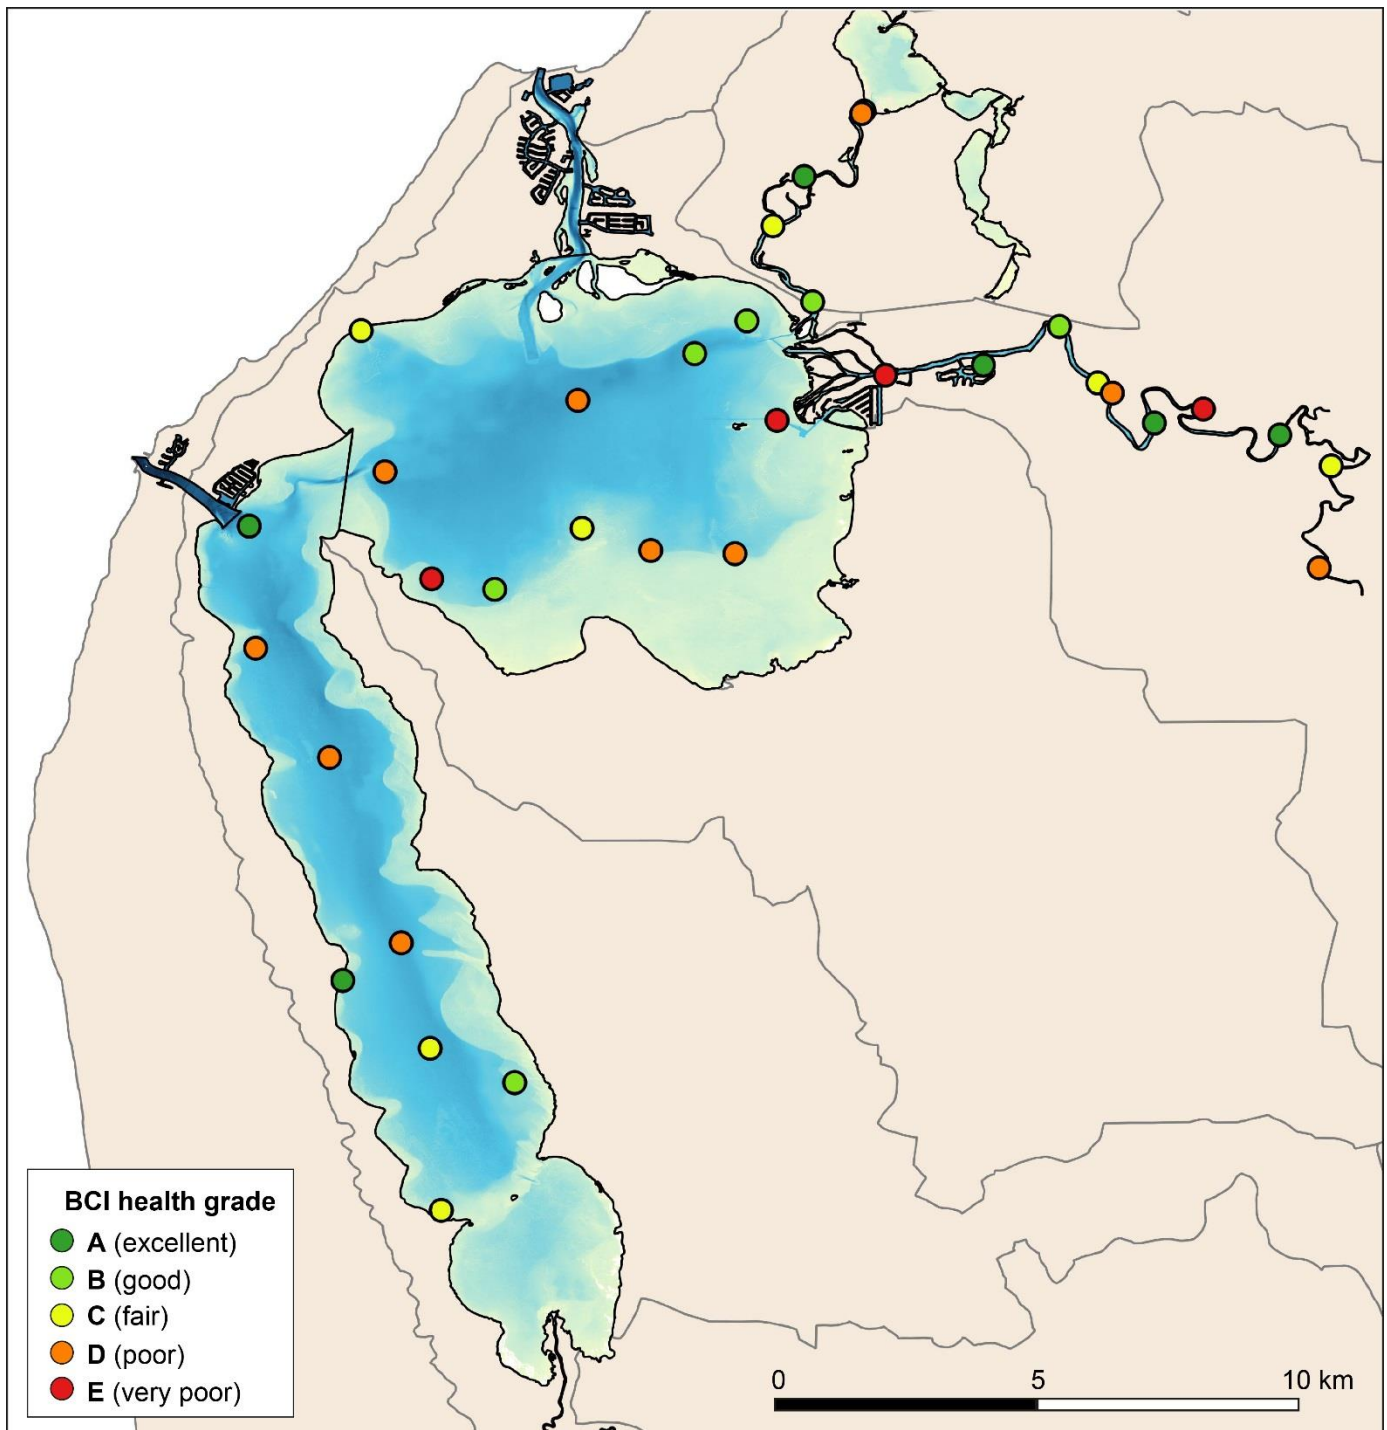 BCI health grade
A (excellent)
B (good)
C (fair)
D (poor)
E (very poor)
0 5 10 km